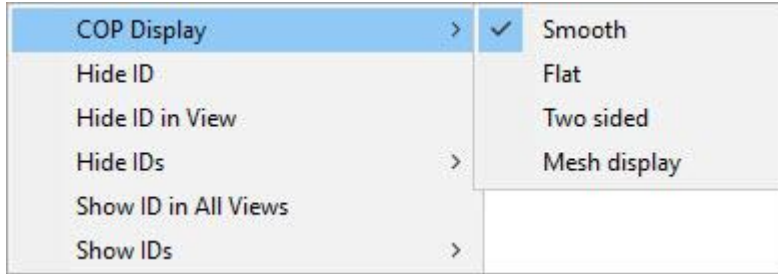 COP Display
Hide ID
Hide ID in View
Hide IDs
Show ID in All Views
Show IDs
Smooth
Flat
Two sided
Mesh display